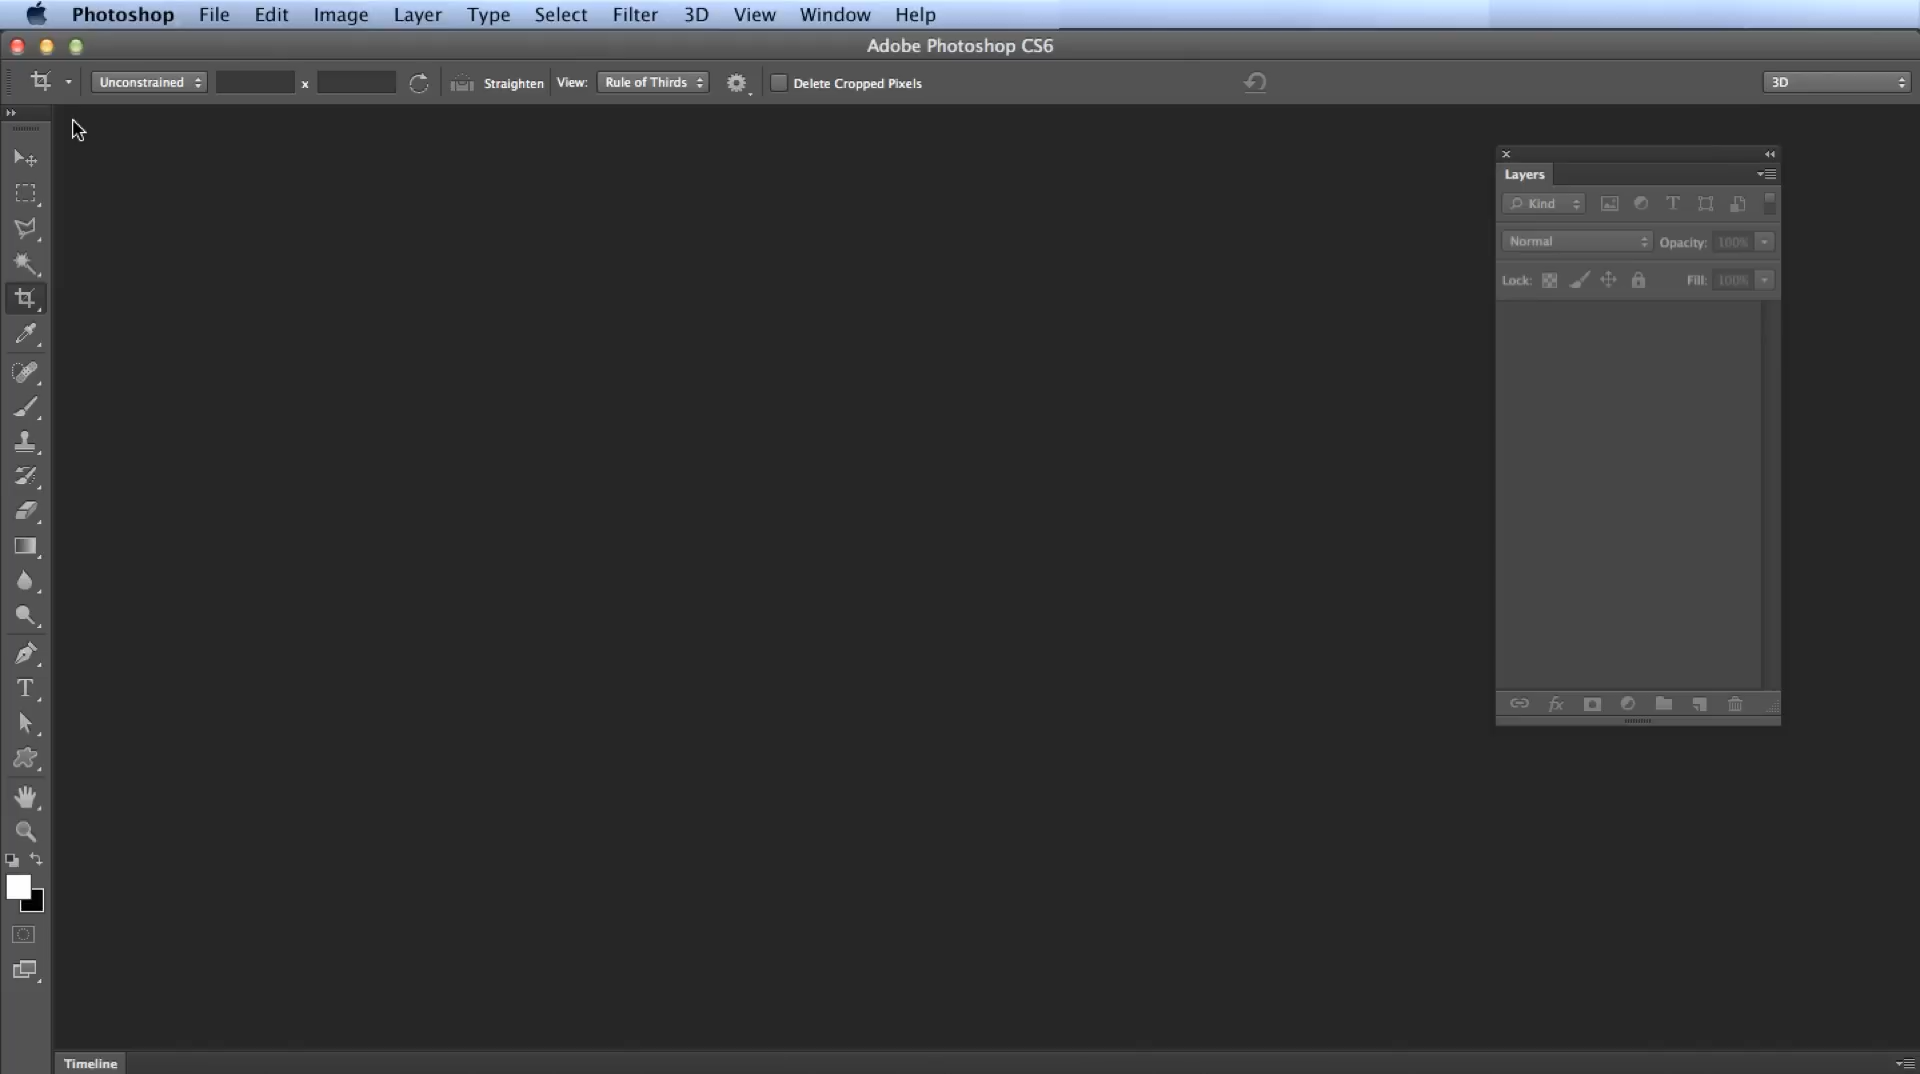 Photoshop File Edit Image Layer Type Select Filter 3D View Window Help
Adobe Photoshop CS6
Unconstrained x Straighten View: Rule of Thirds Delete Cropped Pixels 3D
Layers
Kind
Normal Opacity: 100%
Lock: Fill: 100%
Timeline